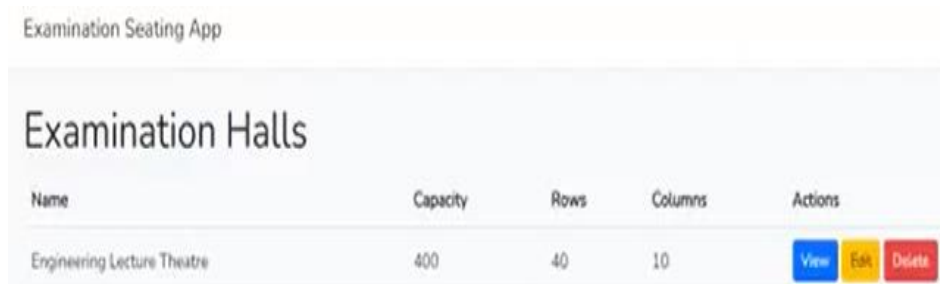 Examination Seating App
Examination Halls
Name Capacity Rows Columns Actions
Engineering Lecture Theatre 400 40 10 View Edit Delete